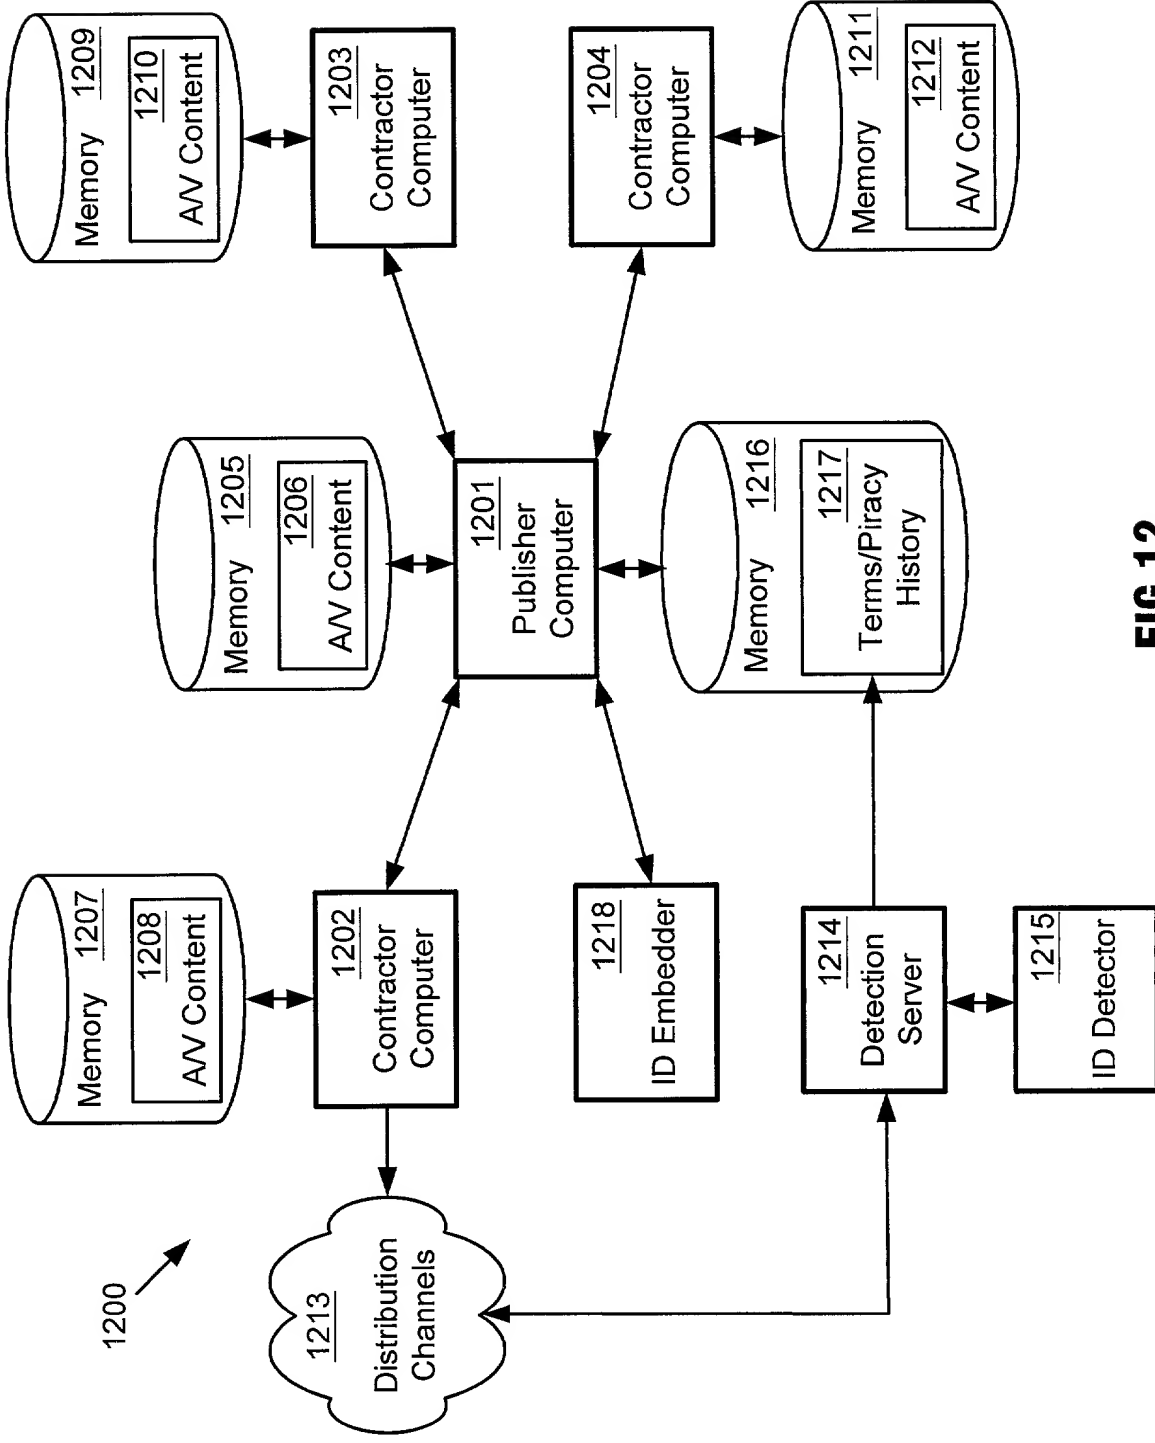 1200
1213
Distribution
Channels
Memory 1207
1208
A/V Content
1202
Contractor
Computer
1218
ID Embedder
1214
Detection
Server
1215
ID Detector
Memory 1205
1206
A/V Content
1201
Publisher
Computer
Memory 1216
1217
Terms/Piracy
History
Memory 1209
1210
A/V Content
1203
Contractor
Computer
1204
Contractor
Computer
Memory 1211
1212
A/V Content
FIG.12